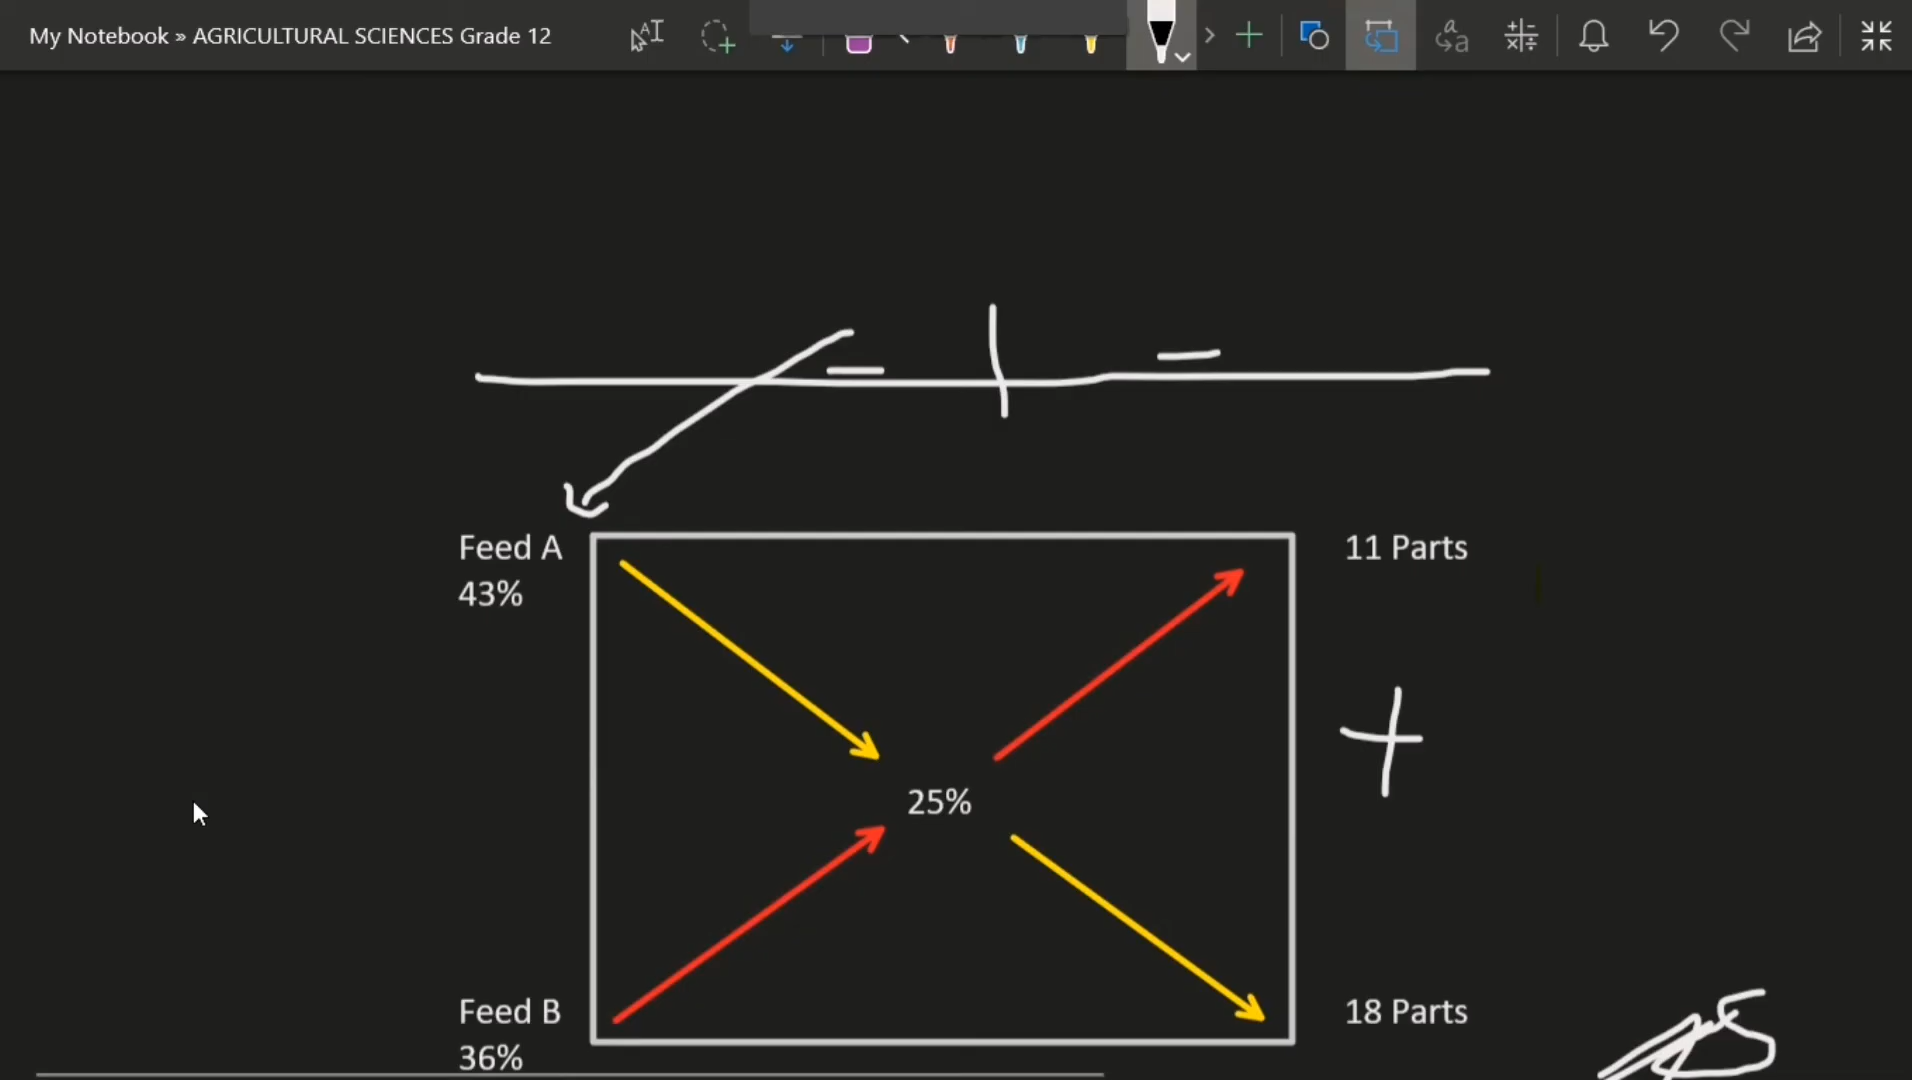 My Notebook » AGRICULTURAL SCIENCES Grade 12
Feed A
43%
11 Parts
+
25%
Feed B
36%
18 Parts